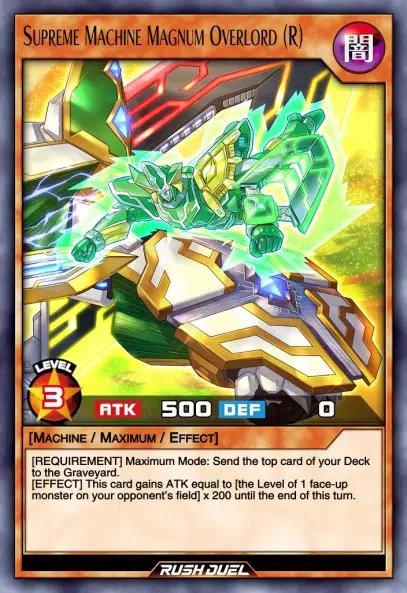 SUPREME MACHINE MAGNUM OVERLORD (R)
闇
LEVEL
3
ATK 500 DEF 0
[MACHINE / MAXIMUM / EFFECT]
[REQUIREMENT] Maximum Mode: Send the top card of your Deck
to the Graveyard.
[EFFECT] This card gains ATK equal to [the Level of 1 face-up
monster on your opponent's field] x 200 until the end of this turn.
RUSH DUEL